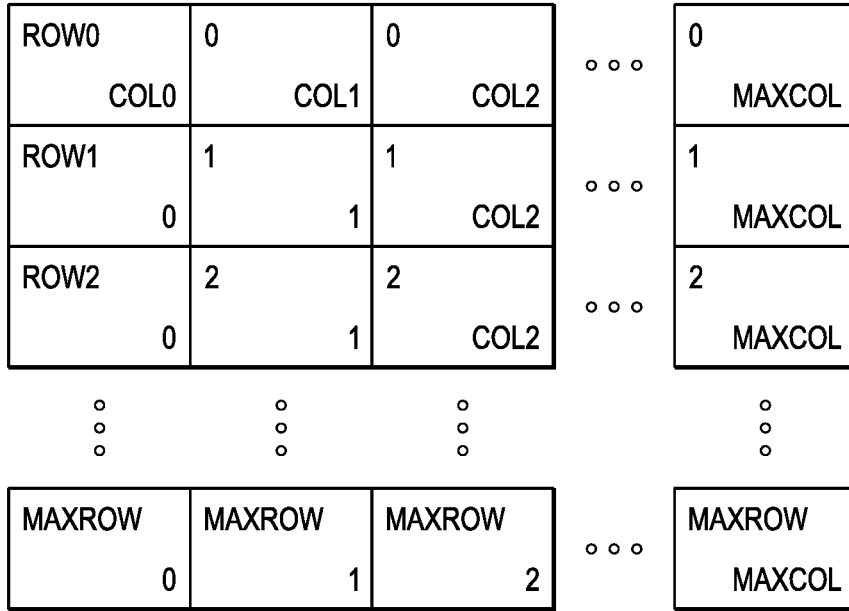 ROW0 0 0 0
COL0 COL1 COL2 MAXCOL
ROW1 1 1 1
0 1 COL2 MAXCOL
ROW2 2 2 2
0 1 COL2 MAXCOL
MAXROW MAXROW MAXROW MAXROW
0 1 2 MAXCOL